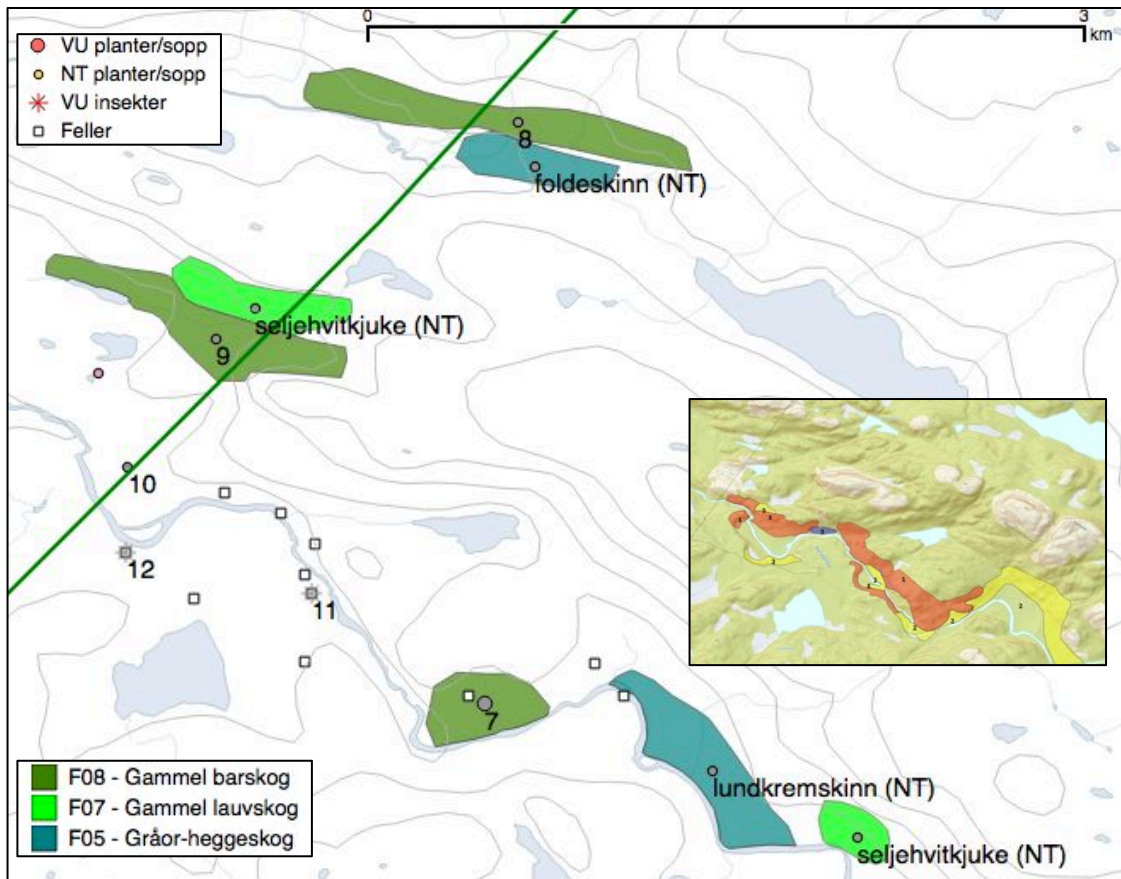 0
3
km
VU planter/sopp
NT planter/sopp
VU insekter
Feller
8
foldeskinn (NT)
seljehvitkjuke (NT)
9
10
12
11
7
lundkremskinn (NT)
seljehvitkjuke (NT)
F08 - Gammel barskog
F07 - Gammel lauvskog
F05 - Gråor-heggeskog